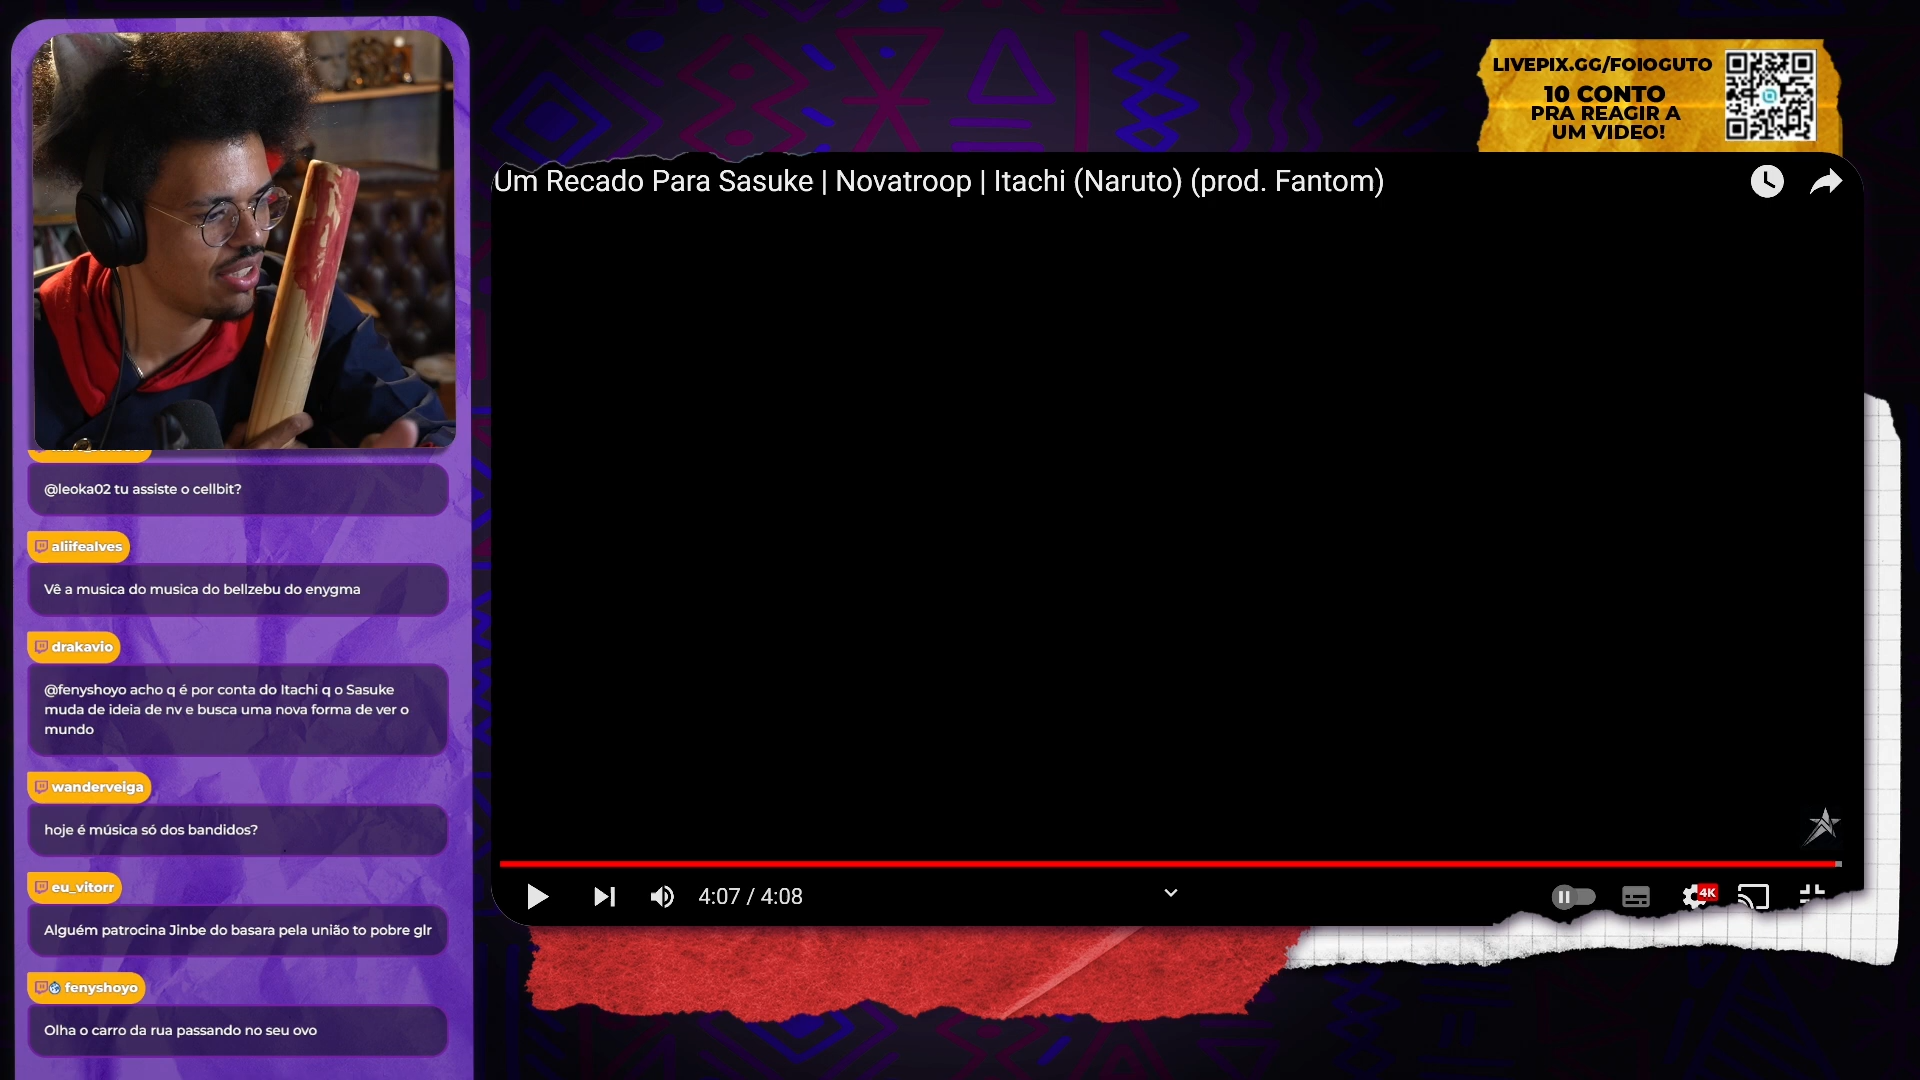 LIVEPIX.GG/FOIOGUTO
10 CONTO
PRA REAGIR A
UM VIDEO!
Um Recado Para Sasuke | Novatroop | Itachi (Naruto) (prod. Fantom)
@leoka02 tu assiste o cellbit?
aliifealves
Vê a musica do musica do bellzebu do enygma
drakavio
@fenyshoyo acho q é por conta do Itachi q o Sasuke
muda de ideia de nv e busca uma nova forma de ver o
mundo
wanderveiga
hoje é música só dos bandidos?
eu_vitorr
Alguém patrocina Jinbe do basara pela união to pobre glr
fenyshoyo
Olha o carro da rua passando no seu ovo
4:07 / 4:08
4K